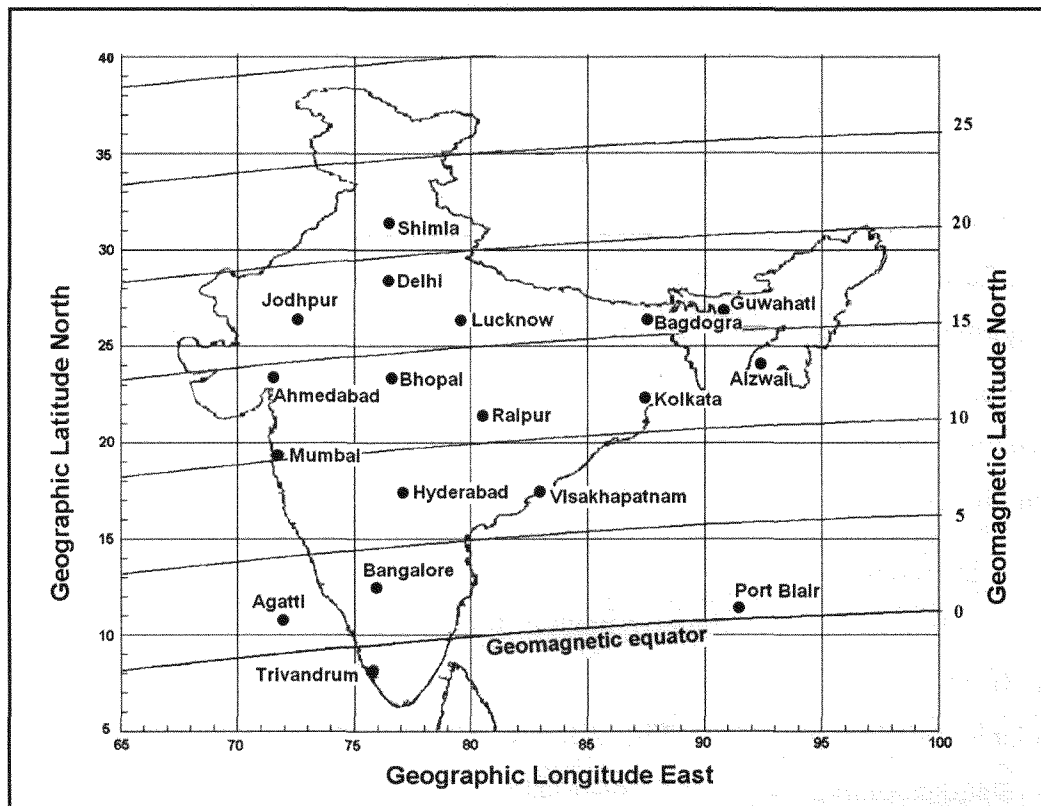 40
35
30
25
20
15
10
5
65
70
75
80
85
90
95
100
Geographic Latitude North
Geographic Longitude East
25
20
15
10
5
0
Geomagnetic Latitude North
Shimla
Delhi
Jodhpur
Lucknow
Guwahati
Bagdogra
Ahmedabad
Bhopal
Aizwal
Kolkata
Raipur
Mumbai
Hyderabad
Visakhapatnam
Bangalore
Agatti
Port Blair
Geomagnetic equator
Trivandrum